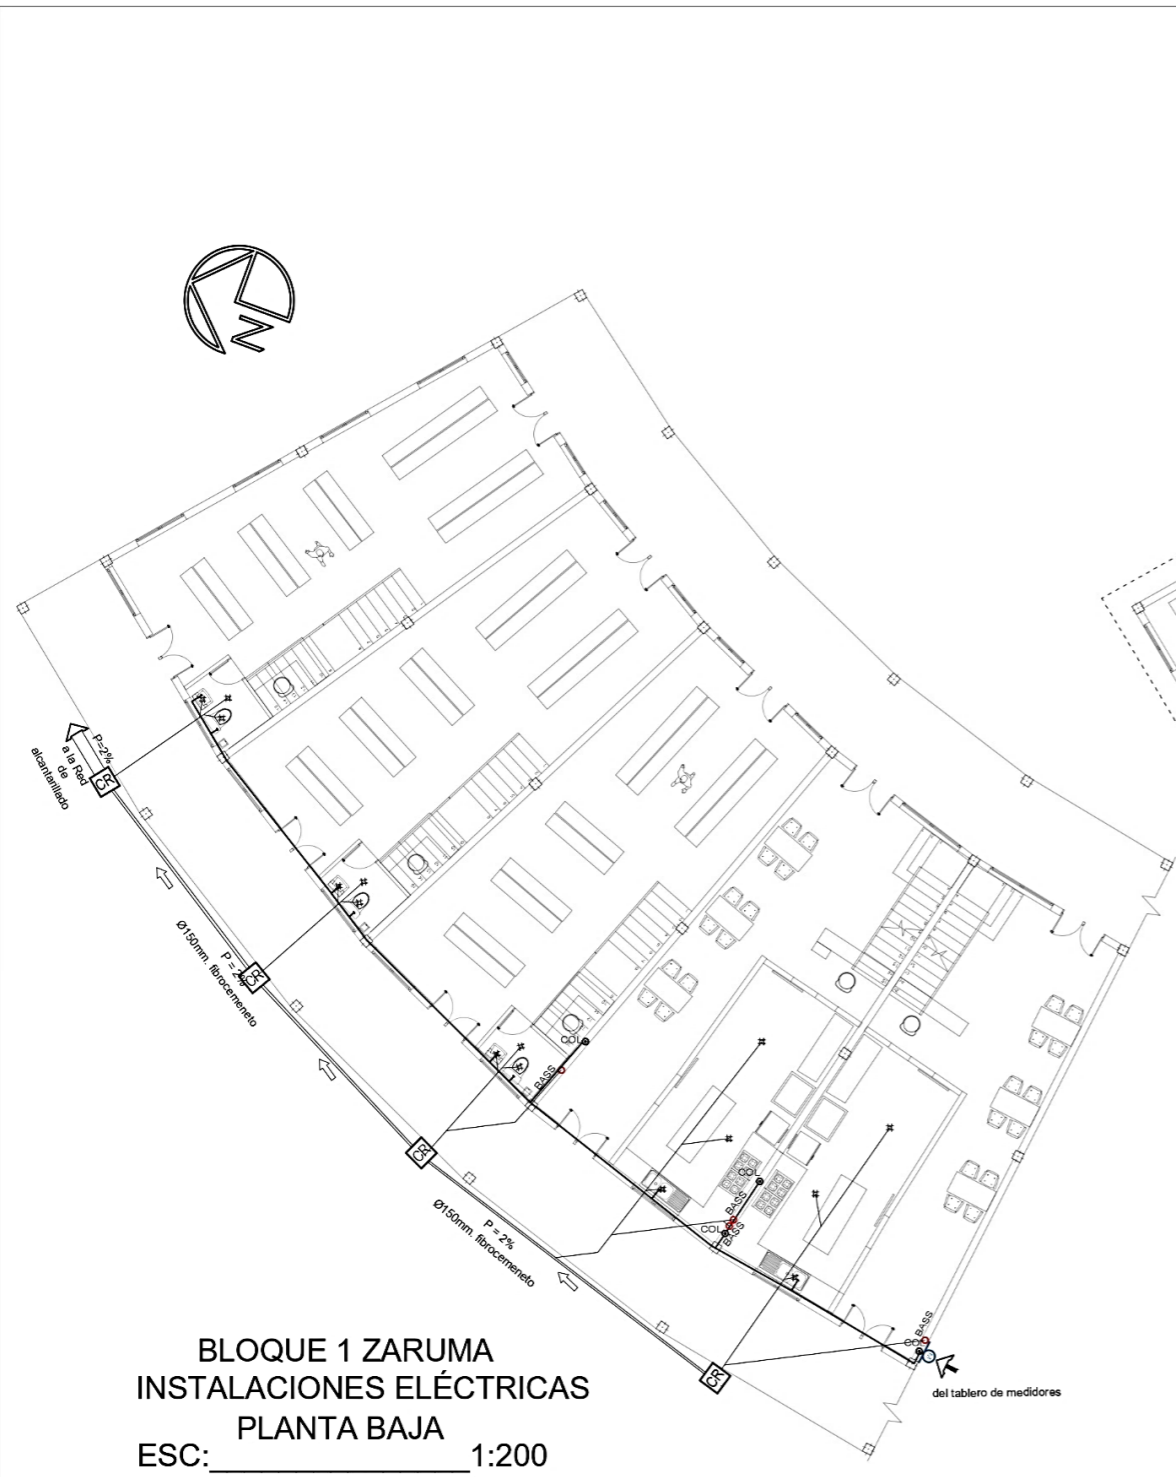 N
COL
BASS
COL
BASS
COL
BASS
BASS
COL
del tablero de medidores
P=2%
a la Red
de
alcantarillado
CR
P = 2%
Ø150mm. fibrocemeneto
CR
CR
P = 2%
Ø150mm. fibrocemeneto
CR
BLOQUE 1 ZARUMA
INSTALACIONES ELÉCTRICAS
PLANTA BAJA
ESC:________________1:200